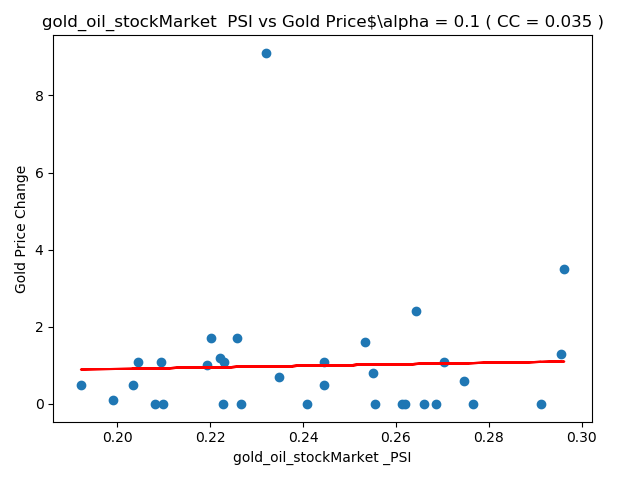 gold_oil_stockMarket  PSI vs Gold Price$\alpha = 0.1 ( CC = 0.035 )
Gold Price Change
8
6
4
2
0
0.20 0.22 0.24 0.26 0.28 0.30
gold_oil_stockMarket _PSI